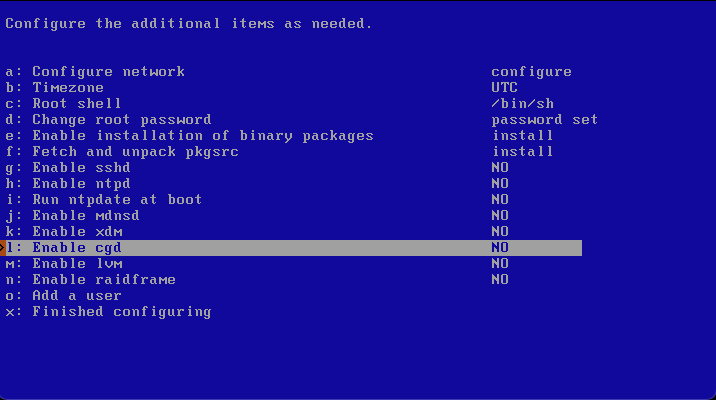 Configure the additional items as needed.
a: Configure network configure
b: Timezone UTC
c: Root shell /bin/sh
d: Change root password password set
e: Enable installation of binary packages install
f: Fetch and unpack pkgsrc install
g: Enable sshd NO
h: Enable ntpd NO
i: Run ntpdate at boot NO
j: Enable mdnsd NO
k: Enable xdm NO
>l: Enable cgd NO
m: Enable lvm NO
n: Enable raidframe NO
o: Add a user
x: Finished configuring